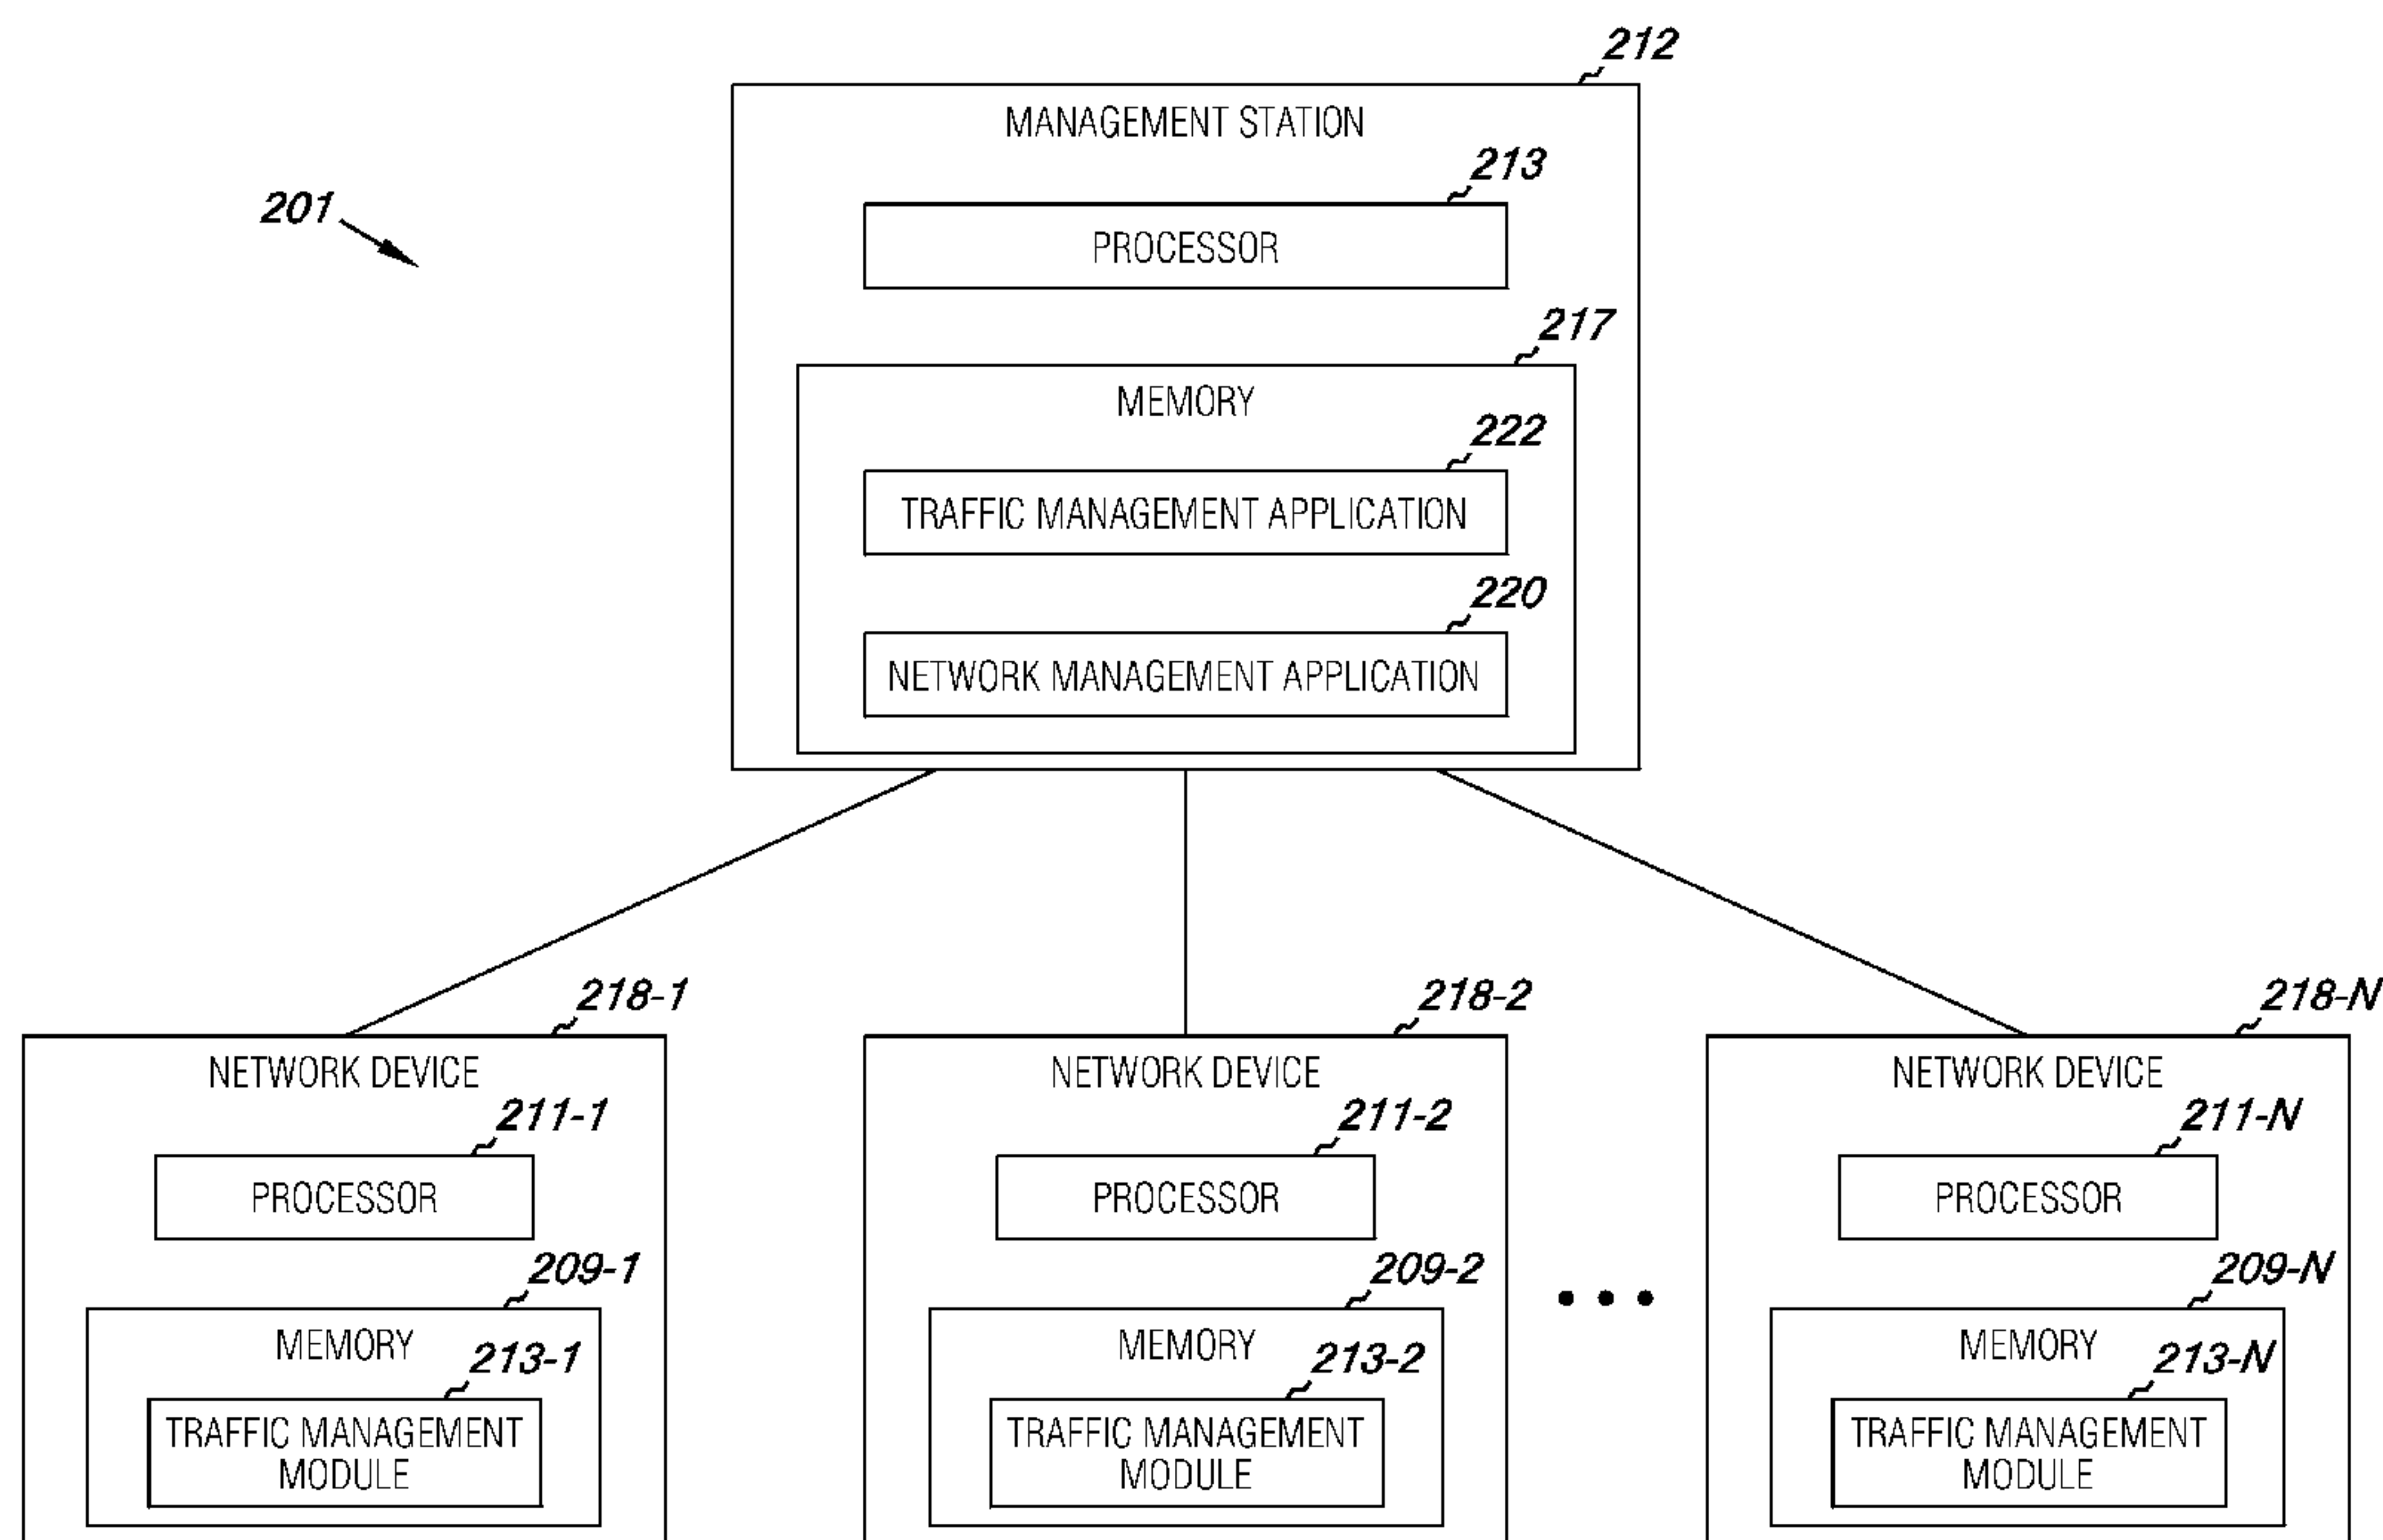 212
MANAGEMENT STATION
201
213
PROCESSOR
217
MEMORY
222
TRAFFIC MANAGEMENT APPLICATION
220
NETWORK MANAGEMENT APPLICATION
218-1
NETWORK DEVICE
211-1
PROCESSOR
209-1
MEMORY
213-1
TRAFFIC MANAGEMENT
MODULE
218-2
NETWORK DEVICE
211-2
PROCESSOR
209-2
MEMORY
213-2
TRAFFIC MANAGEMENT
MODULE
218-N
NETWORK DEVICE
211-N
PROCESSOR
209-N
MEMORY
213-N
TRAFFIC MANAGEMENT
MODULE